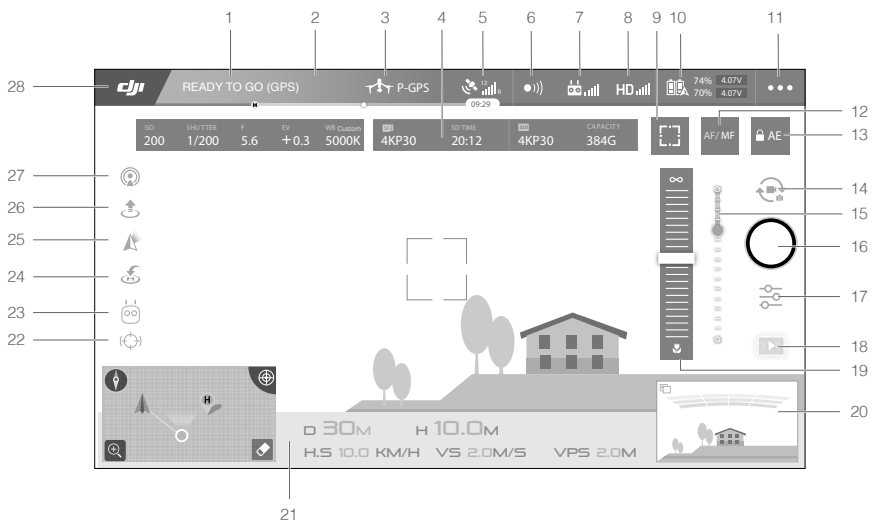 1 2 3 4 5 6 7 8 9 10 11
28 dji READY TO GO (GPS) P-GPS 12 R HD 74% 4.07V
70% 4.07V
H 09:29
12
ISO SHUTTER F EV WB Custom SD TIME CAPACITY
200 1/200 5.6 +0.3 5000K 4KP30 20:12 4KP30 384G AF/MF AE 13
27 ∞ 14
26 15
25 16
24
23 17
22 18
19
H 20
D 30M H 10.0M
H.S 10.0 KM/H VS 2.0M/S VPS 2.0M
21